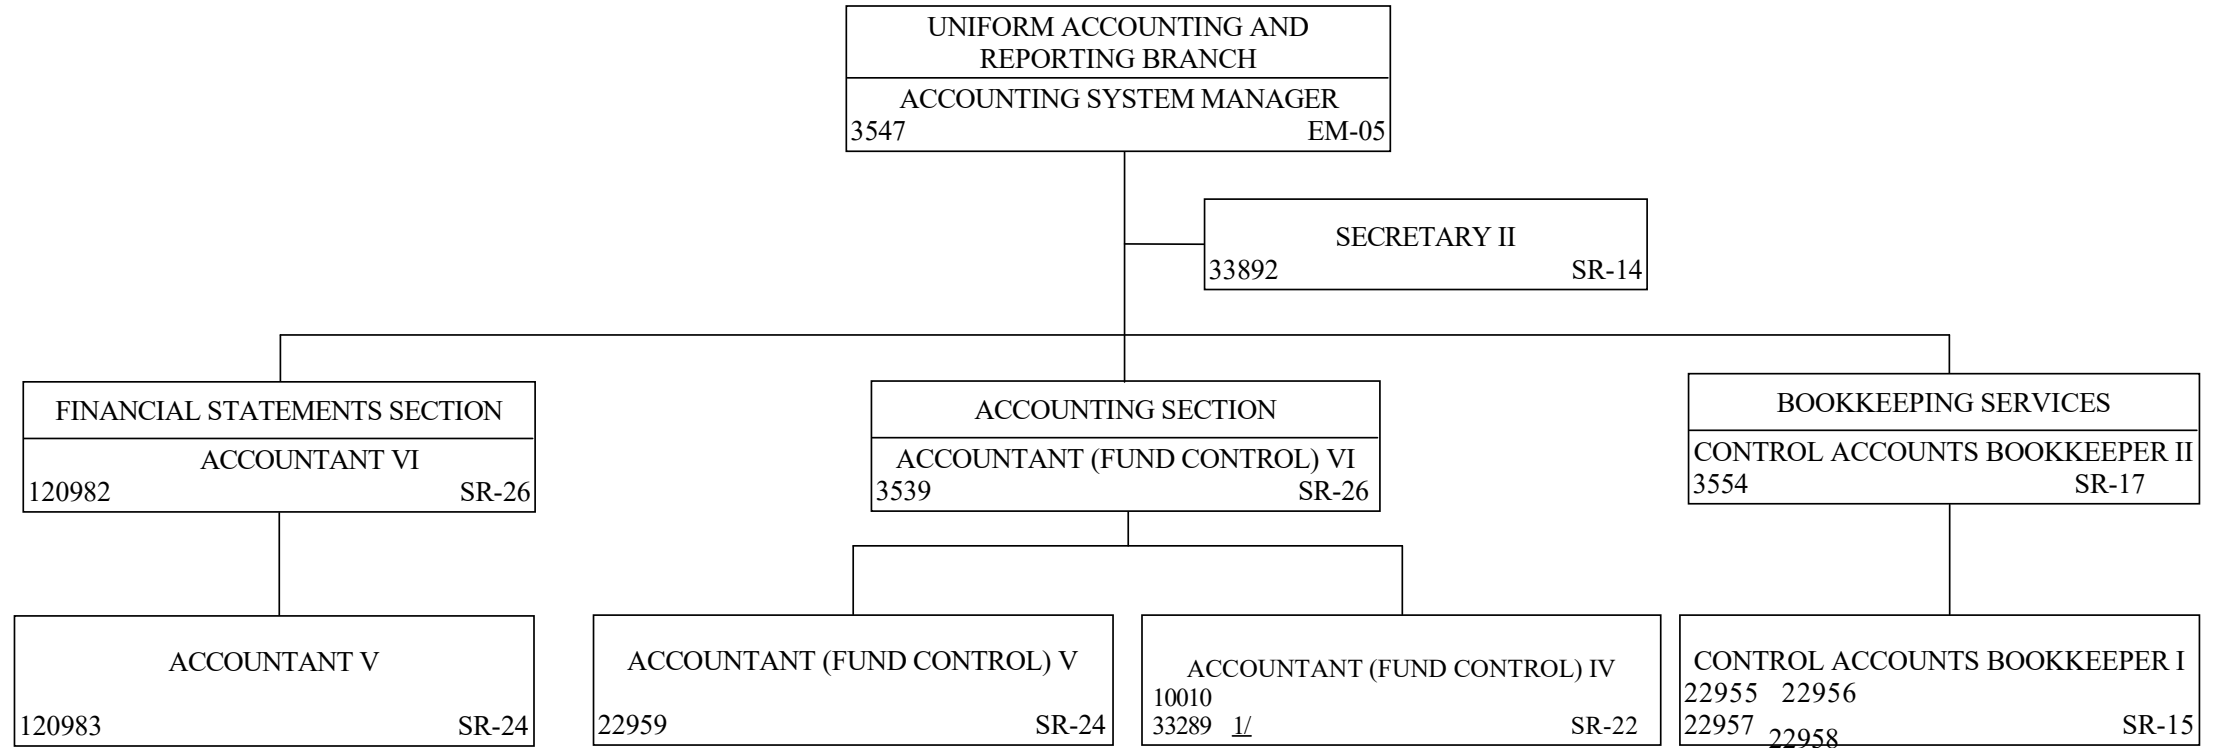 UNIFORM ACCOUNTING AND
REPORTING BRANCH
ACCOUNTING SYSTEM MANAGER
3547 EM-05
SECRETARY II
33892 SR-14
FINANCIAL STATEMENTS SECTION
ACCOUNTANT VI
120982 SR-26
ACCOUNTING SECTION
ACCOUNTANT (FUND CONTROL) VI
3539 SR-26
BOOKKEEPING SERVICES
CONTROL ACCOUNTS BOOKKEEPER II
3554 SR-17
ACCOUNTANT V
120983 SR-24
ACCOUNTANT (FUND CONTROL) V
22959 SR-24
ACCOUNTANT (FUND CONTROL) IV
10010
33289 1/ SR-22
CONTROL ACCOUNTS BOOKKEEPER I
22955 22956
22957 SR-15
22958